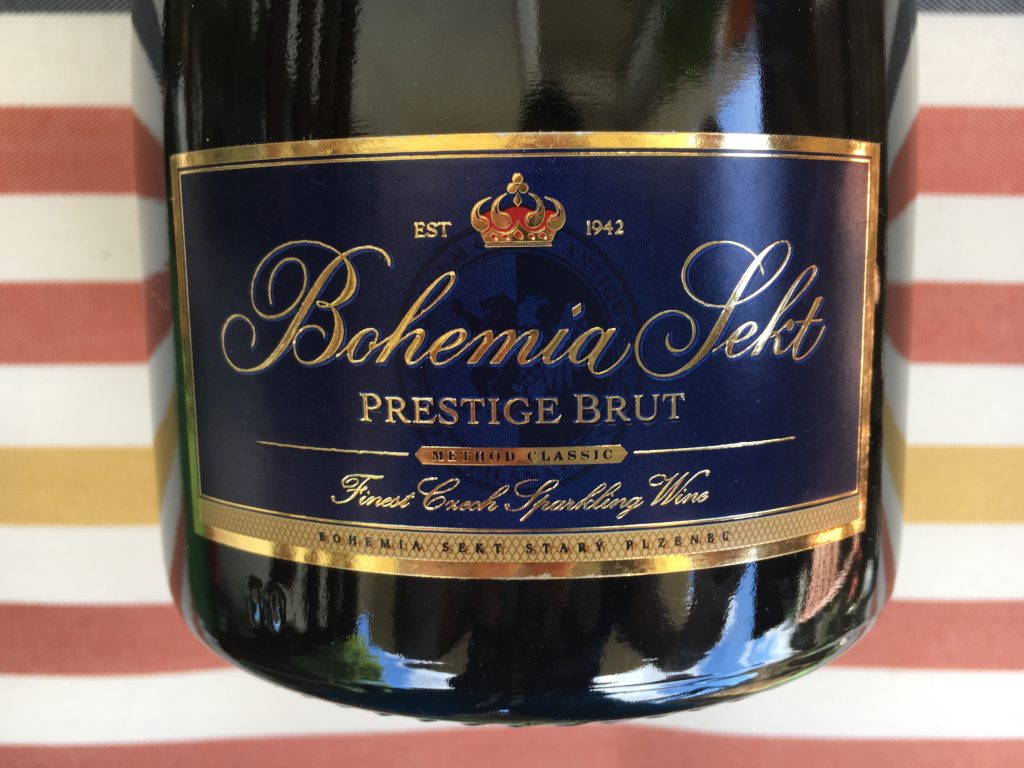 EST 1942
Bohemia Sekt
PRESTIGE BRUT
METHOD CLASSIC
Finest Czech Sparkling Wine
BOHEMIA SEKT STARÝ PLZENEC